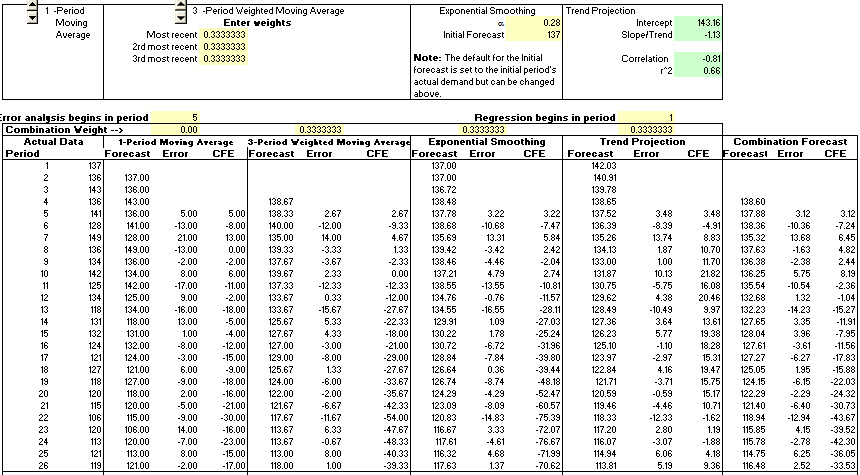 1 -Period 3 -Period Weighted Moving Average Exponential Smoothing Trend Projection
Moving Enter weights α 0.28 Intercept 143.16
Average Most recent 0.3333333 Initial Forecast 137 Slope/Trend -1.13
2nd most recent 0.3333333
3rd most recent 0.3333333 Note: The default for the Initial Correlation -0.81
forecast is set to the initial period's r^2 0.66
actual demand but can be changed
above.
Error analysis begins in period 5 Regression begins in period 1
Combination Weight --> 0.00 0.3333333 0.3333333 0.3333333
Actual Data 1-Period Moving Average 3-Period Weighted Moving Average Exponential Smoothing Trend Projection Combination Forecast
Period Forecast Error CFE Forecast Error CFE Forecast Error CFE Forecast Error CFE Forecast Error CFE
1 137 137.00 142.03
2 136 137.00 137.00 140.91
3 143 136.00 136.72 139.78
4 136 143.00 138.67 138.48 138.65 138.60
5 141 136.00 5.00 5.00 138.33 2.67 2.67 137.78 3.22 3.22 137.52 3.48 3.48 137.88 3.12 3.12
6 128 141.00 -13.00 -8.00 140.00 -12.00 -9.33 138.68 -10.68 -7.47 136.39 -8.39 -4.91 138.36 -10.36 -7.24
7 149 128.00 21.00 13.00 135.00 14.00 4.67 135.69 13.31 5.84 135.26 13.74 8.83 135.32 13.68 6.45
8 136 149.00 -13.00 0.00 139.33 -3.33 1.33 139.42 -3.42 2.42 134.13 1.87 10.70 137.63 -1.63 4.82
9 134 136.00 -2.00 -2.00 137.67 -3.67 -2.33 138.46 -4.46 -2.04 133.00 1.00 11.70 136.38 -2.38 2.44
10 142 134.00 8.00 6.00 139.67 2.33 0.00 137.21 4.79 2.74 131.87 10.13 21.82 136.25 5.75 8.19
11 125 142.00 -17.00 -11.00 137.33 -12.33 -12.33 138.55 -13.55 -10.81 130.75 -5.75 16.08 135.54 -10.54 -2.36
12 134 125.00 9.00 -2.00 133.67 0.33 -12.00 134.76 -0.76 -11.57 129.62 4.38 20.46 132.68 1.32 -1.04
13 118 134.00 -16.00 -18.00 133.67 -15.67 -27.67 134.55 -16.55 -28.11 128.49 -10.49 9.97 132.23 -14.23 -15.27
14 131 118.00 13.00 -5.00 125.67 5.33 -22.33 129.91 1.09 -27.03 127.36 3.64 13.61 127.65 3.35 -11.91
15 132 131.00 1.00 -4.00 127.67 4.33 -18.00 130.22 1.78 -25.24 126.23 5.77 19.38 128.04 3.96 -7.95
16 124 132.00 -8.00 -12.00 127.00 -3.00 -21.00 130.72 -6.72 -31.96 125.10 -1.10 18.28 127.61 -3.61 -11.56
17 121 124.00 -3.00 -15.00 129.00 -8.00 -29.00 128.84 -7.84 -39.80 123.97 -2.97 15.31 127.27 -6.27 -17.83
18 127 121.00 6.00 -9.00 125.67 1.33 -27.67 126.64 0.36 -39.44 122.84 4.16 19.47 125.05 1.95 -15.88
19 118 127.00 -9.00 -18.00 124.00 -6.00 -33.67 126.74 -8.74 -48.18 121.71 -3.71 15.75 124.15 -6.15 -22.03
20 120 118.00 2.00 -16.00 122.00 -2.00 -35.67 124.29 -4.29 -52.47 120.59 -0.59 15.17 122.29 -2.29 -24.32
21 115 120.00 -5.00 -21.00 121.67 -6.67 -42.33 123.09 -8.09 -60.57 119.46 -4.46 10.71 121.40 -6.40 -30.73
22 106 115.00 -9.00 -30.00 117.67 -11.67 -54.00 120.83 -14.83 -75.39 118.33 -12.33 -1.62 118.94 -12.94 -43.67
23 120 106.00 14.00 -16.00 113.67 6.33 -47.67 116.67 3.33 -72.07 117.20 2.80 1.19 115.85 4.15 -39.52
24 113 120.00 -7.00 -23.00 113.67 -0.67 -48.33 117.61 -4.61 -76.67 116.07 -3.07 -1.88 115.78 -2.78 -42.30
25 121 113.00 8.00 -15.00 113.00 8.00 -40.33 116.32 4.68 -71.99 114.94 6.06 4.18 114.75 6.25 -36.05
26 119 121.00 -2.00 -17.00 118.00 1.00 -39.33 117.63 1.37 -70.62 113.81 5.19 9.36 116.48 2.52 -33.53